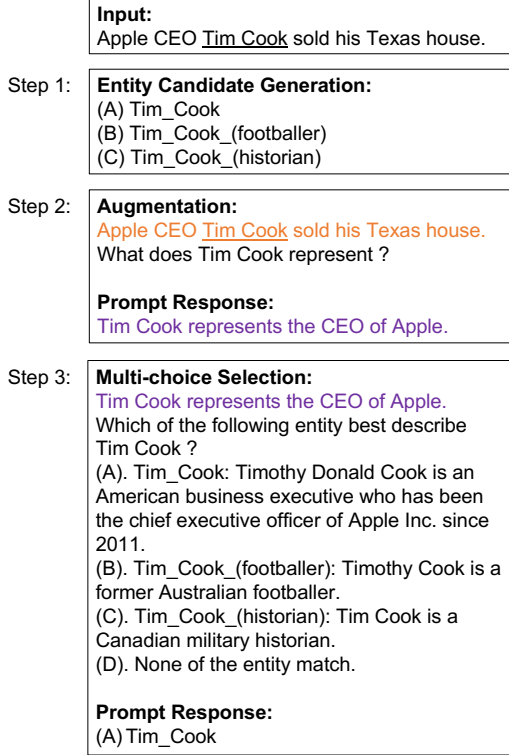 Input:
Apple CEO Tim Cook sold his Texas house.
Step 1:
Entity Candidate Generation:
(A) Tim_Cook
(B) Tim_Cook_(footballer)
(C) Tim_Cook_(historian)
Step 2:
Augmentation:
Apple CEO Tim Cook sold his Texas house.
What does Tim Cook represent ?
Prompt Response:
Tim Cook represents the CEO of Apple.
Step 3:
Multi-choice Selection:
Tim Cook represents the CEO of Apple.
Which of the following entity best describe
Tim Cook ?
(A). Tim_Cook: Timothy Donald Cook is an
American business executive who has been
the chief executive officer of Apple Inc. since
2011.
(B). Tim_Cook_(footballer): Timothy Cook is a
former Australian footballer.
(C). Tim_Cook_(historian): Tim Cook is a
Canadian military historian.
(D). None of the entity match.
Prompt Response:
(A) Tim_Cook